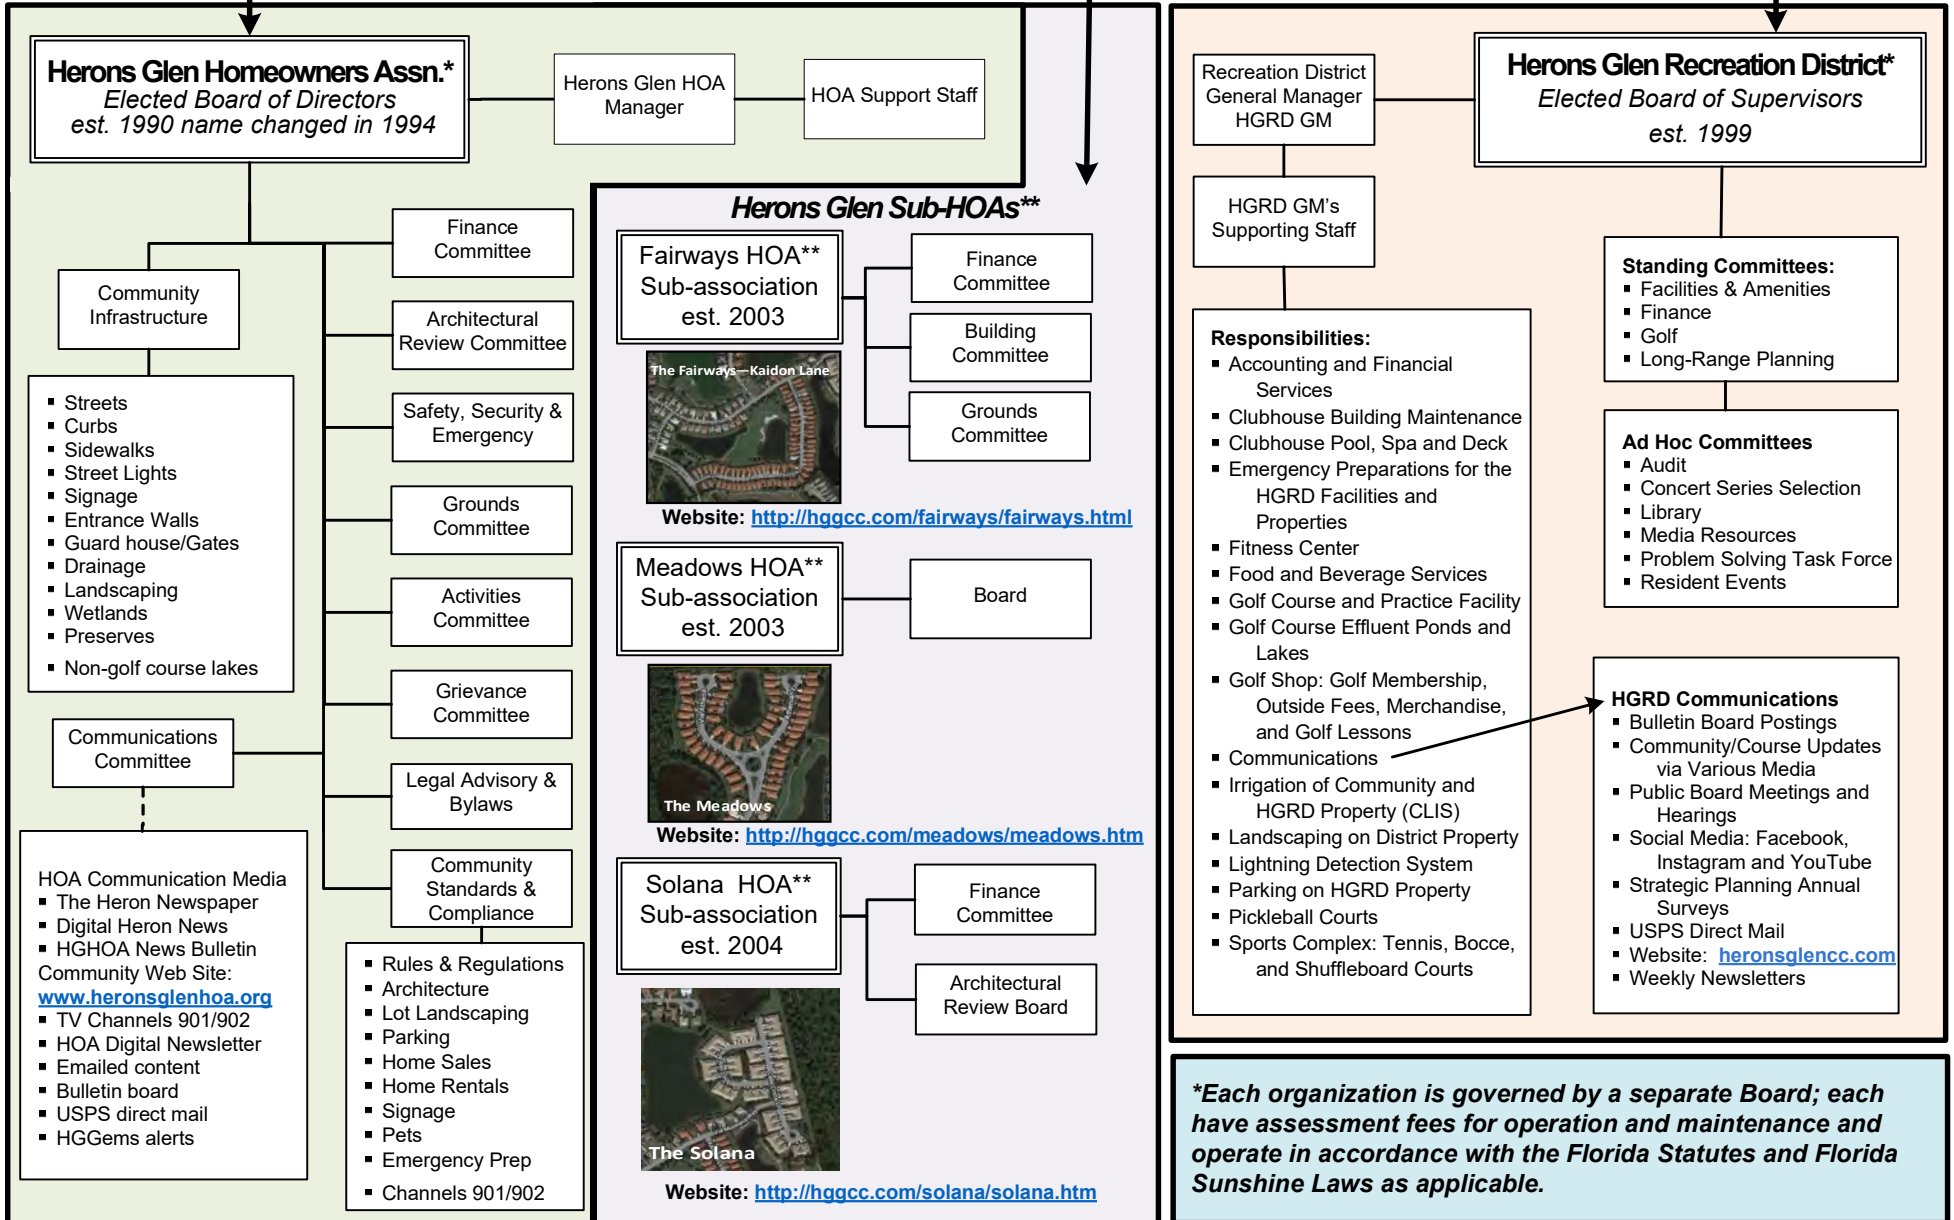 Herons Glen Homeowners Assn.*
Elected Board of Directors
est. 1990 name changed in 1994
Herons Glen HOA
Manager
HOA Support Staff
Community
Infrastructure
▪ Streets
▪ Curbs
▪ Sidewalks
▪ Street Lights
▪ Signage
▪ Entrance Walls
▪ Guard house/Gates
▪ Drainage
▪ Landscaping
▪ Wetlands
▪ Preserves
▪ Non-golf course lakes
Communications
Committee
HOA Communication Media
▪ The Heron Newspaper
▪ Digital Heron News
▪ HGHOA News Bulletin
Community Web Site:
www.heronsglenhoa.org
▪ TV Channels 901/902
▪ HOA Digital Newsletter
▪ Emailed content
▪ Bulletin board
▪ USPS direct mail
▪ HGGems alerts
Finance
Committee
Architectural
Review Committee
Safety, Security &
Emergency
Grounds
Committee
Activities
Committee
Grievance
Committee
Legal Advisory &
Bylaws
Community
Standards &
Compliance
▪ Rules & Regulations
▪ Architecture
▪ Lot Landscaping
▪ Parking
▪ Home Sales
▪ Home Rentals
▪ Signage
▪ Pets
▪ Emergency Prep
▪ Channels 901/902
Herons Glen Sub-HOAs**
Fairways HOA**
Sub-association
est. 2003
Finance
Committee
Building
Committee
Grounds
Committee
The Fairways—Kaidon Lane
Website: http://hggcc.com/fairways/fairways.html
Meadows HOA**
Sub-association
est. 2003
Board
The Meadows
Website: http://hggcc.com/meadows/meadows.htm
Solana HOA**
Sub-association
est. 2004
Finance
Committee
Architectural
Review Board
The Solana
Website: http://hggcc.com/solana/solana.htm
Recreation District
General Manager
HGRD GM
Herons Glen Recreation District*
Elected Board of Supervisors
est. 1999
HGRD GM's
Supporting Staff
Responsibilities:
▪ Accounting and Financial
Services
▪ Clubhouse Building Maintenance
▪ Clubhouse Pool, Spa and Deck
▪ Emergency Preparations for the
HGRD Facilities and
Properties
▪ Fitness Center
▪ Food and Beverage Services
▪ Golf Course and Practice Facility
▪ Golf Course Effluent Ponds and
Lakes
▪ Golf Shop: Golf Membership,
Outside Fees, Merchandise,
and Golf Lessons
▪ Communications
▪ Irrigation of Community and
HGRD Property (CLIS)
▪ Landscaping on District Property
▪ Lightning Detection System
▪ Parking on HGRD Property
▪ Pickleball Courts
▪ Sports Complex: Tennis, Bocce,
and Shuffleboard Courts
Standing Committees:
▪ Facilities & Amenities
▪ Finance
▪ Golf
▪ Long-Range Planning
Ad Hoc Committees
▪ Audit
▪ Concert Series Selection
▪ Library
▪ Media Resources
▪ Problem Solving Task Force
▪ Resident Events
HGRD Communications
▪ Bulletin Board Postings
▪ Community/Course Updates
via Various Media
▪ Public Board Meetings and
Hearings
▪ Social Media: Facebook,
Instagram and YouTube
▪ Strategic Planning Annual
Surveys
▪ USPS Direct Mail
▪ Website: heronsglencc.com
▪ Weekly Newsletters
*Each organization is governed by a separate Board; each
have assessment fees for operation and maintenance and
operate in accordance with the Florida Statutes and Florida
Sunshine Laws as applicable.